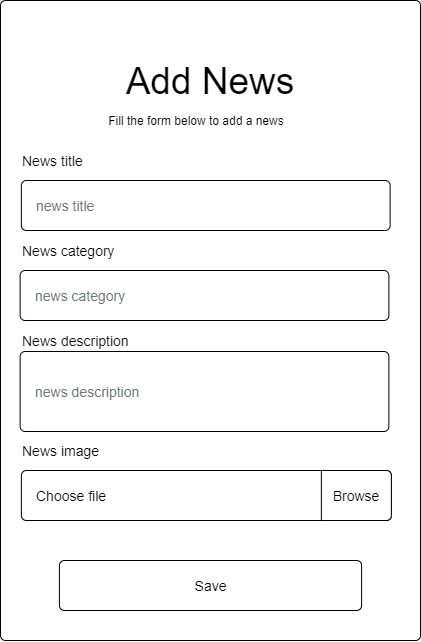 Add News
Fill the form below to add a news
News title
news title
News category
news category
News description
news description
News image
Choose file
Browse
Save